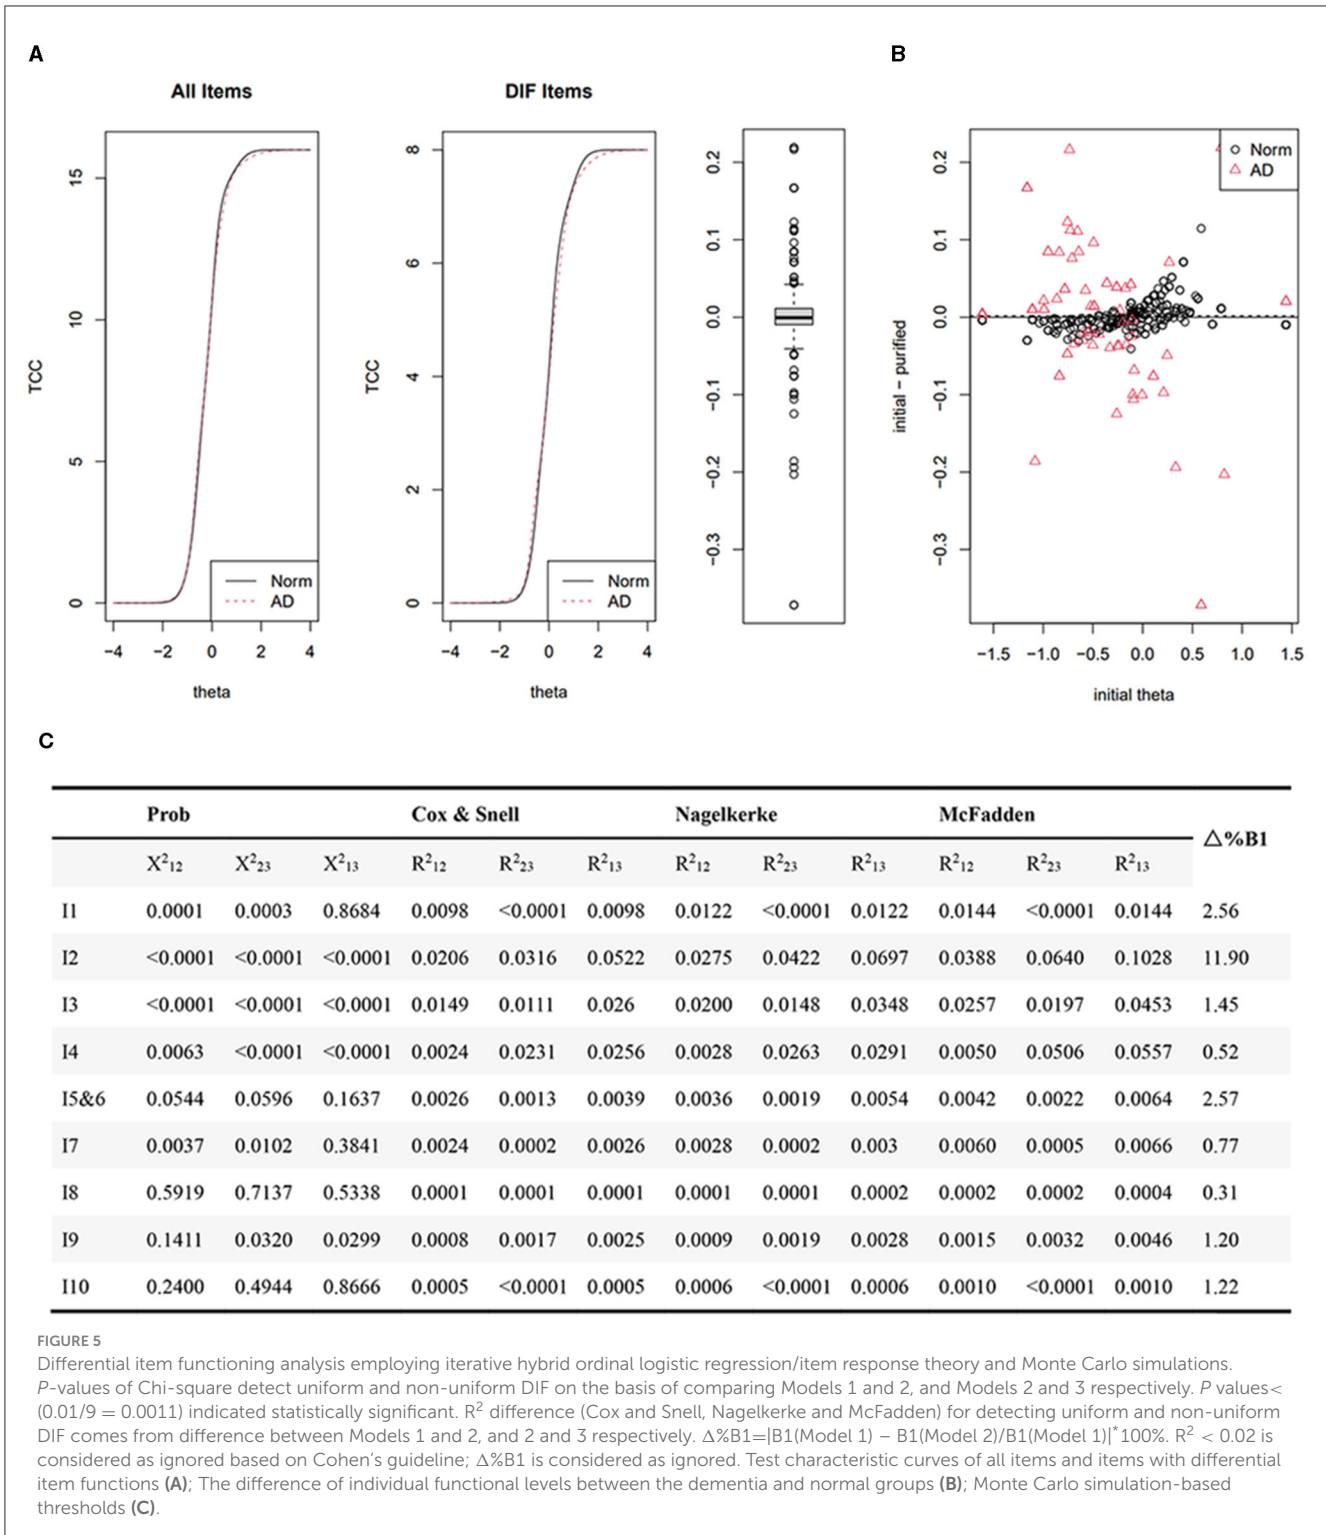 A
B
All Items
DIF Items
TCC
15
10
5
0
−4 −2 0 2 4
theta
Norm
AD
TCC
8
6
4
2
0
−4 −2 0 2 4
theta
Norm
AD
0.2
0.1
0.0
−0.1
−0.2
−0.3
initial − purified
0.2
0.1
0.0
−0.1
−0.2
−0.3
Norm
AD
−1.5 −1.0 −0.5 0.0 0.5 1.0 1.5
initial theta
C
Prob Cox & Snell Nagelkerke McFadden △%B1
X²₁₂ X²₂₃ X²₁₃ R²₁₂ R²₂₃ R²₁₃ R²₁₂ R²₂₃ R²₁₃ R²₁₂ R²₂₃ R²₁₃
I1 0.0001 0.0003 0.8684 0.0098 <0.0001 0.0098 0.0122 <0.0001 0.0122 0.0144 <0.0001 0.0144 2.56
I2 <0.0001 <0.0001 <0.0001 0.0206 0.0316 0.0522 0.0275 0.0422 0.0697 0.0388 0.0640 0.1028 11.90
I3 <0.0001 <0.0001 <0.0001 0.0149 0.0111 0.026 0.0200 0.0148 0.0348 0.0257 0.0197 0.0453 1.45
I4 0.0063 <0.0001 <0.0001 0.0024 0.0231 0.0256 0.0028 0.0263 0.0291 0.0050 0.0506 0.0557 0.52
I5&6 0.0544 0.0596 0.1637 0.0026 0.0013 0.0039 0.0036 0.0019 0.0054 0.0042 0.0022 0.0064 2.57
I7 0.0037 0.0102 0.3841 0.0024 0.0002 0.0026 0.0028 0.0002 0.003 0.0060 0.0005 0.0066 0.77
I8 0.5919 0.7137 0.5338 0.0001 0.0001 0.0001 0.0001 0.0001 0.0002 0.0002 0.0002 0.0004 0.31
I9 0.1411 0.0320 0.0299 0.0008 0.0017 0.0025 0.0009 0.0019 0.0028 0.0015 0.0032 0.0046 1.20
I10 0.2400 0.4944 0.8666 0.0005 <0.0001 0.0005 0.0006 <0.0001 0.0006 0.0010 <0.0001 0.0010 1.22
FIGURE 5
Differential item functioning analysis employing iterative hybrid ordinal logistic regression/item response theory and Monte Carlo simulations.
P-values of Chi-square detect uniform and non-uniform DIF on the basis of comparing Models 1 and 2, and Models 2 and 3 respectively. P values<
(0.01/9 = 0.0011) indicated statistically significant. R² difference (Cox and Snell, Nagelkerke and McFadden) for detecting uniform and non-uniform
DIF comes from difference between Models 1 and 2, and 2 and 3 respectively. Δ%B1=|B1(Model 1) − B1(Model 2)/B1(Model 1)|*100%. R² < 0.02 is
considered as ignored based on Cohen's guideline; Δ%B1 is considered as ignored. Test characteristic curves of all items and items with differential
item functions (A); The difference of individual functional levels between the dementia and normal groups (B); Monte Carlo simulation-based
thresholds (C).